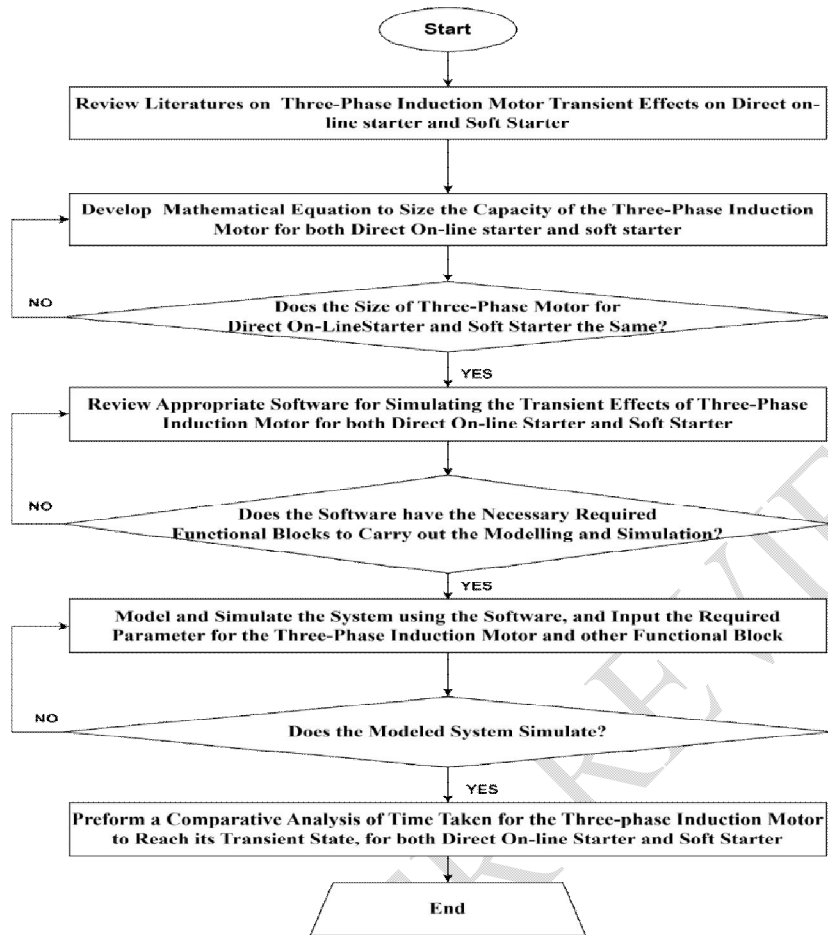 Start
Review Literatures on Three-Phase Induction Motor Transient Effects on Direct on-
line starter and Soft Starter
Develop Mathematical Equation to Size the Capacity of the Three-Phase Induction
Motor for both Direct On-line starter and soft starter
NO
Does the Size of Three-Phase Motor for
Direct On-LineStarter and Soft Starter the Same?
YES
Review Appropriate Software for Simulating the Transient Effects of Three-Phase
Induction Motor for both Direct On-line Starter and Soft Starter
NO
Does the Software have the Necessary Required
Functional Blocks to Carry out the Modelling and Simulation?
YES
Model and Simulate the System using the Software, and Input the Required
Parameter for the Three-Phase Induction Motor and other Functional Block
NO
Does the Modeled System Simulate?
YES
Preform a Comparative Analysis of Time Taken for the Three-phase Induction Motor
to Reach its Transient State, for both Direct On-line Starter and Soft Starter
End